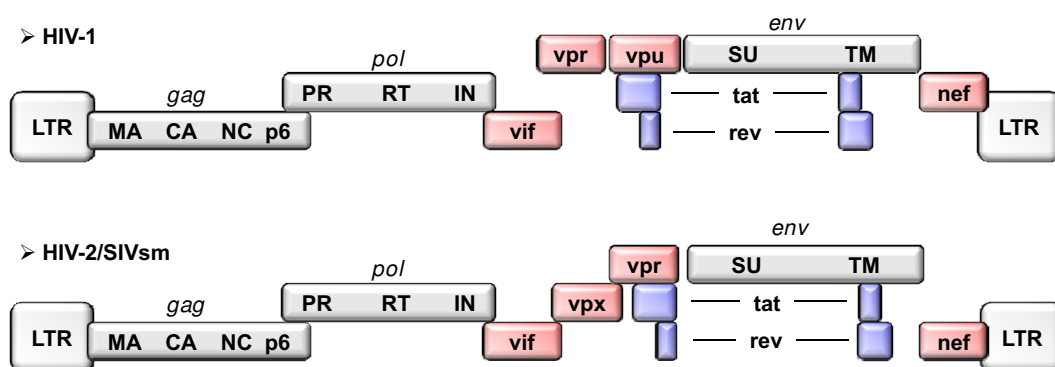 ➢ HIV-1
env
vpr vpu SU TM
pol
PR RT IN
gag
tat
nef
LTR MA CA NC p6
vif
rev
LTR
➢ HIV-2/SIVsm
env
vpr SU TM
pol
PR RT IN
vpx
tat
gag
LTR MA CA NC p6
vif
rev
nef
LTR